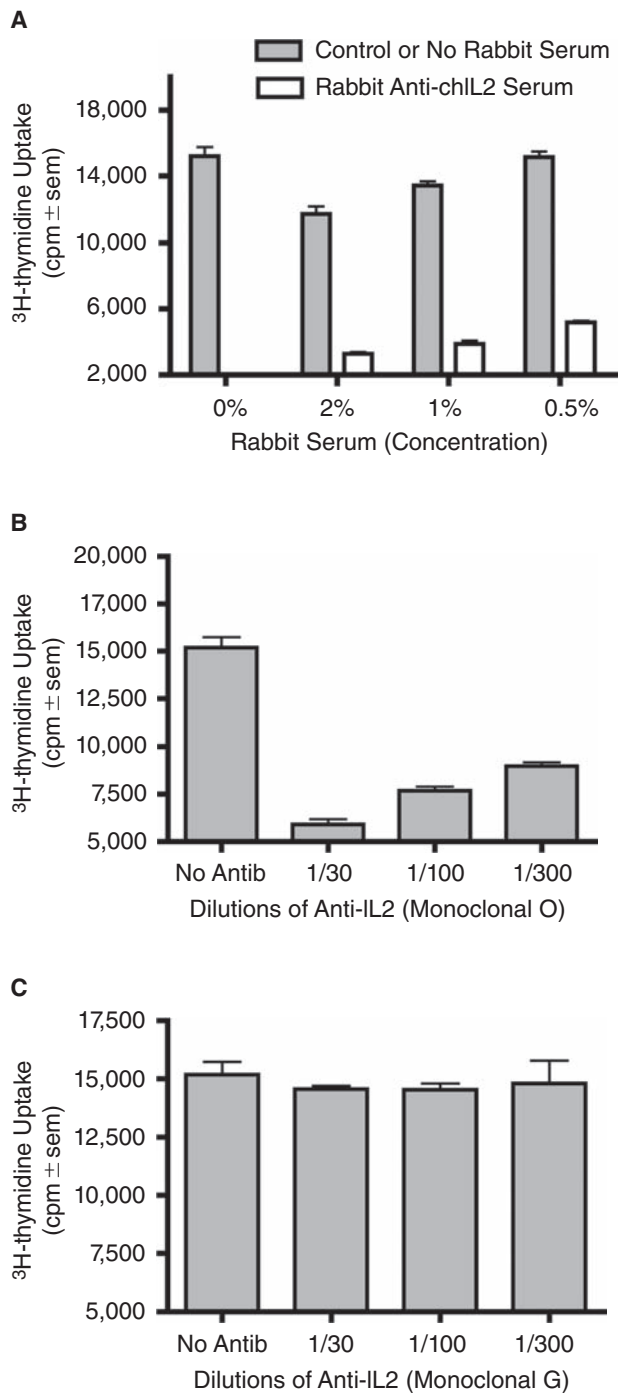 A
Control or No Rabbit Serum
Rabbit Anti-chIL2 Serum
³H-thymidine Uptake
(cpm ± sem)
18,000
14,000
10,000
6,000
2,000
0% 2% 1% 0.5%
Rabbit Serum (Concentration)
B
³H-thymidine Uptake
(cpm ± sem)
20,000
17,000
15,000
12,500
10,000
7,500
5,000
No Antib 1/30 1/100 1/300
Dilutions of Anti-IL2 (Monoclonal O)
C
³H-thymidine Uptake
(cpm ± sem)
17,500
15,000
12,500
10,000
7,500
5,000
No Antib 1/30 1/100 1/300
Dilutions of Anti-IL2 (Monoclonal G)